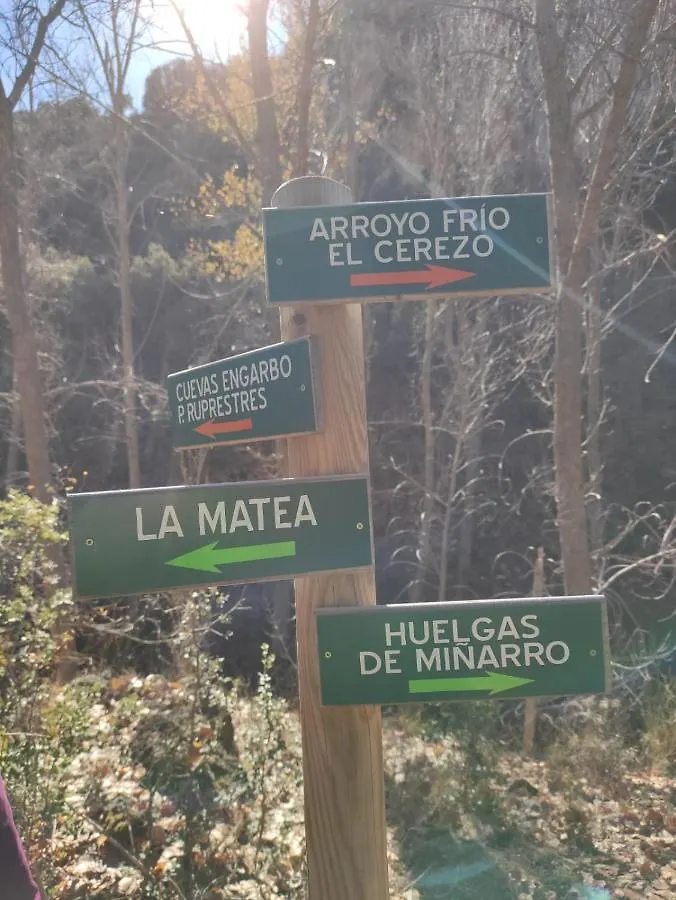 ARROYO FRÍO
EL CEREZO
CUEVAS ENGARBO
P. RUPRESTRES
LA MATEA
HUELGAS
DE MIÑARRO